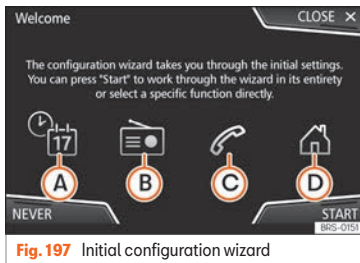 Welcome
CLOSE ×
The configuration wizard takes you through the initial settings.
You can press "Start" to work through the wizard in its entirety
or select a specific function directly.
17
A B C D
NEVER
START
BRS-0151
Fig. 197 Initial configuration wizard